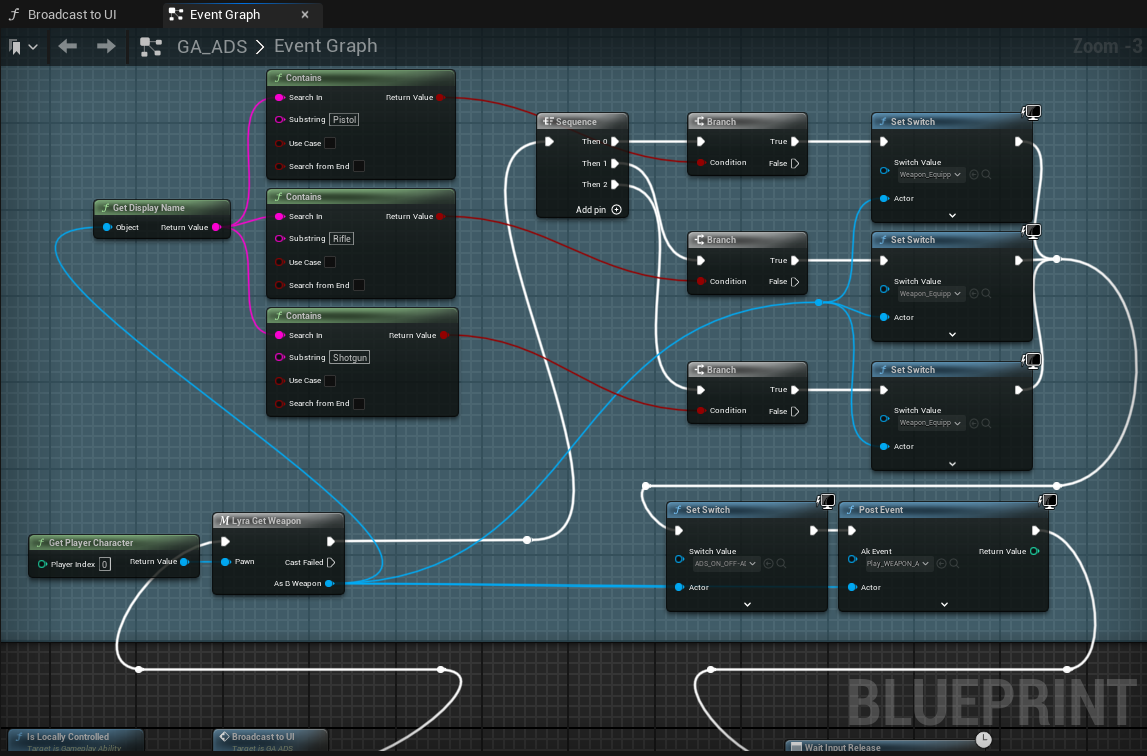 Broadcast to UI
Event Graph
GA_ADS > Event Graph
Zoom -3
Contains
Search In
Return Value
Substring Pistol
Use Case
Search from End
Contains
Search In
Return Value
Substring Rifle
Use Case
Search from End
Contains
Search In
Return Value
Substring Shotgun
Use Case
Search from End
Get Display Name
Object
Return Value
Sequence
Then 0
Then 1
Then 2
Add pin
Branch
True
Condition
False
Branch
True
Condition
False
Branch
True
Condition
False
Set Switch
Switch Value
Weapon_Equipp
Actor
Set Switch
Switch Value
Weapon_Equipp
Actor
Set Switch
Switch Value
Weapon_Equipp
Actor
Get Player Character
Player Index 0
Return Value
Lyra Get Weapon
Pawn
Cast Failed
As B Weapon
Set Switch
Switch Value
ADS_ON_OFF-AI
Actor
Post Event
Ak Event
Return Value
Play_WEAPON_A
Actor
BLUEPRINT
Is Locally Controlled
Target is Gameplay Ability
Broadcast to UI
Target is GA ADS
Wait Input Release